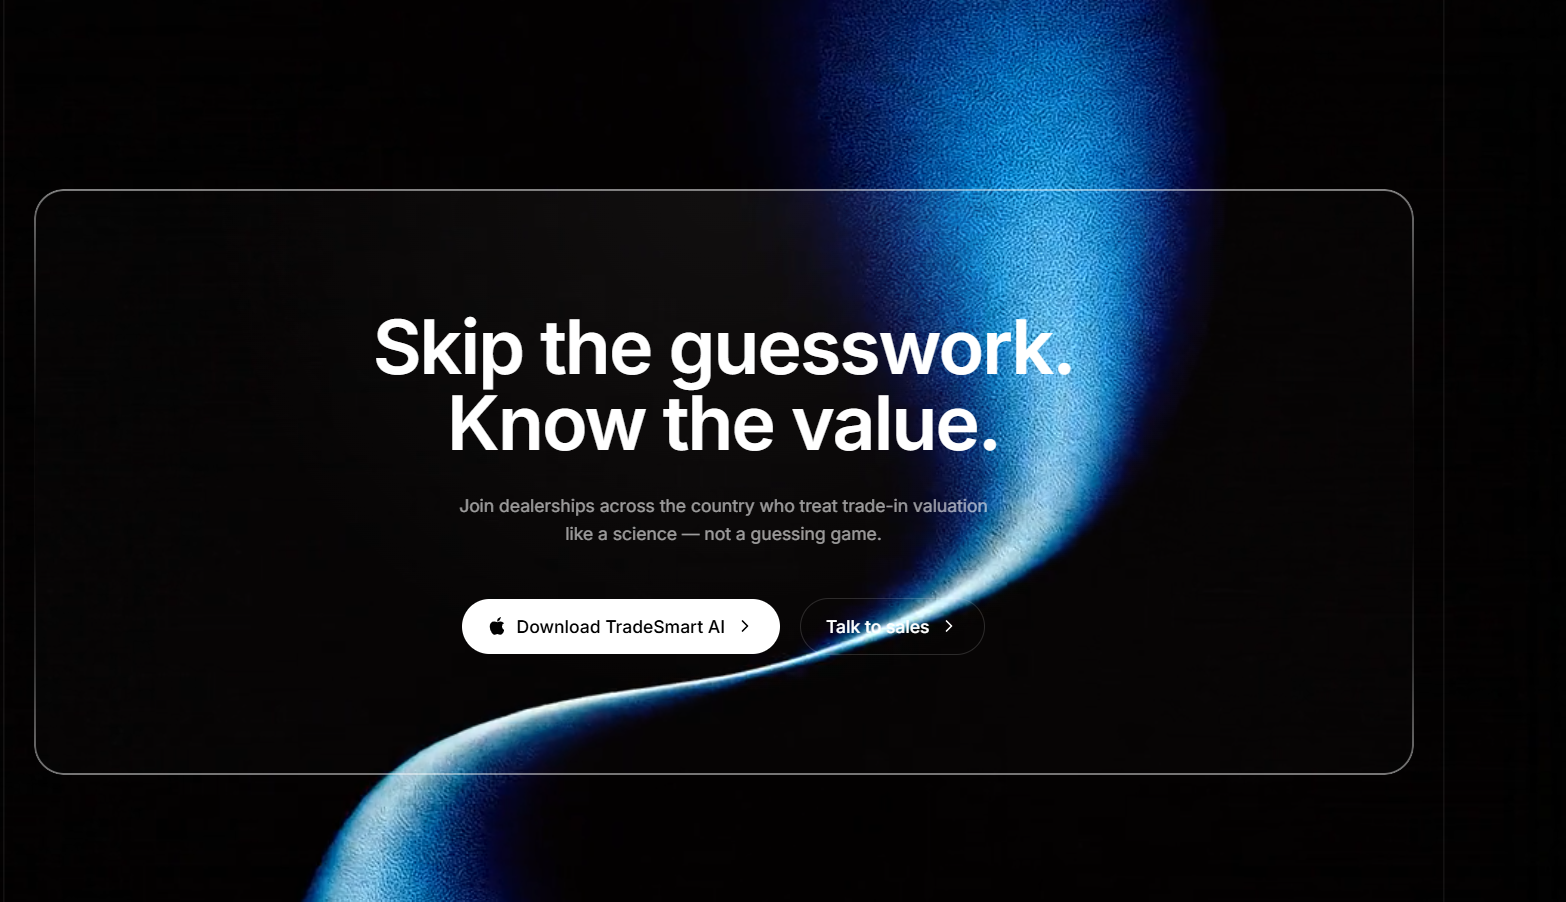 Skip the guesswork.
Know the value.
Join dealerships across the country who treat trade-in valuation
like a science — not a guessing game.
Download TradeSmart AI
Talk to sales